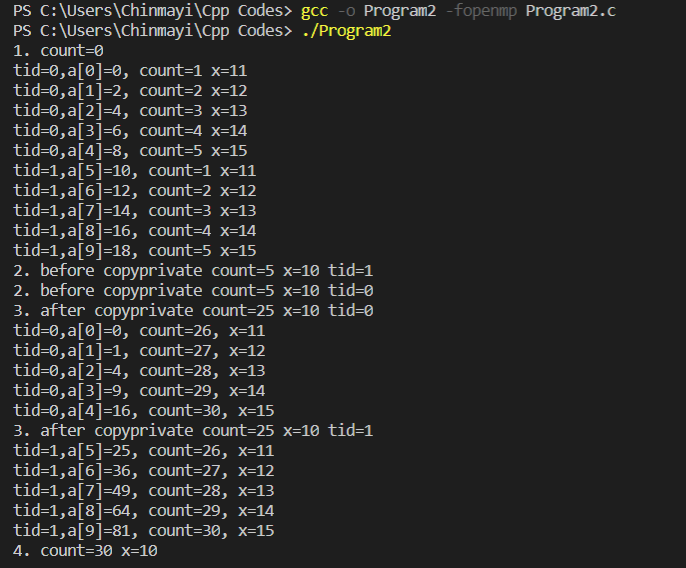 PS C:\Users\Chinmayi\Cpp Codes> gcc -o Program2 -fopenmp Program2.c
PS C:\Users\Chinmayi\Cpp Codes> ./Program2
1. count=0
tid=0,a[0]=0, count=1 x=11
tid=0,a[1]=2, count=2 x=12
tid=0,a[2]=4, count=3 x=13
tid=0,a[3]=6, count=4 x=14
tid=0,a[4]=8, count=5 x=15
tid=1,a[5]=10, count=1 x=11
tid=1,a[6]=12, count=2 x=12
tid=1,a[7]=14, count=3 x=13
tid=1,a[8]=16, count=4 x=14
tid=1,a[9]=18, count=5 x=15
2. before copyprivate count=5 x=10 tid=1
2. before copyprivate count=5 x=10 tid=0
3. after copyprivate count=25 x=10 tid=0
tid=0,a[0]=0, count=26, x=11
tid=0,a[1]=1, count=27, x=12
tid=0,a[2]=4, count=28, x=13
tid=0,a[3]=9, count=29, x=14
tid=0,a[4]=16, count=30, x=15
3. after copyprivate count=25 x=10 tid=1
tid=1,a[5]=25, count=26, x=11
tid=1,a[6]=36, count=27, x=12
tid=1,a[7]=49, count=28, x=13
tid=1,a[8]=64, count=29, x=14
tid=1,a[9]=81, count=30, x=15
4. count=30 x=10